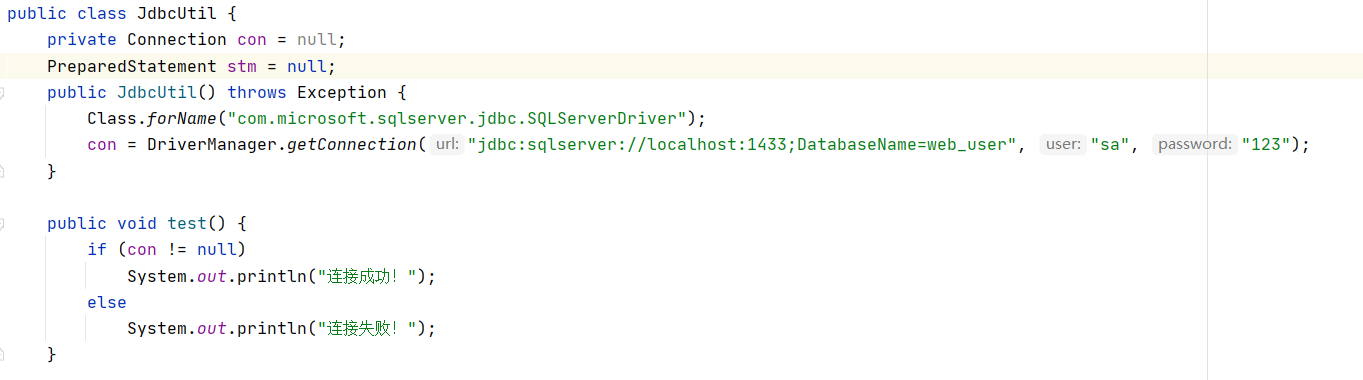 public class JdbcUtil {
    private Connection con = null;
    PreparedStatement stm = null;
    public JdbcUtil() throws Exception {
        Class.forName("com.microsoft.sqlserver.jdbc.SQLServerDriver");
        con = DriverManager.getConnection( url: "jdbc:sqlserver://localhost:1433;DatabaseName=web_user", user: "sa", password: "123");
    }
    public void test() {
        if (con != null)
            System.out.println("连接成功！");
        else
            System.out.println("连接失败！");
    }